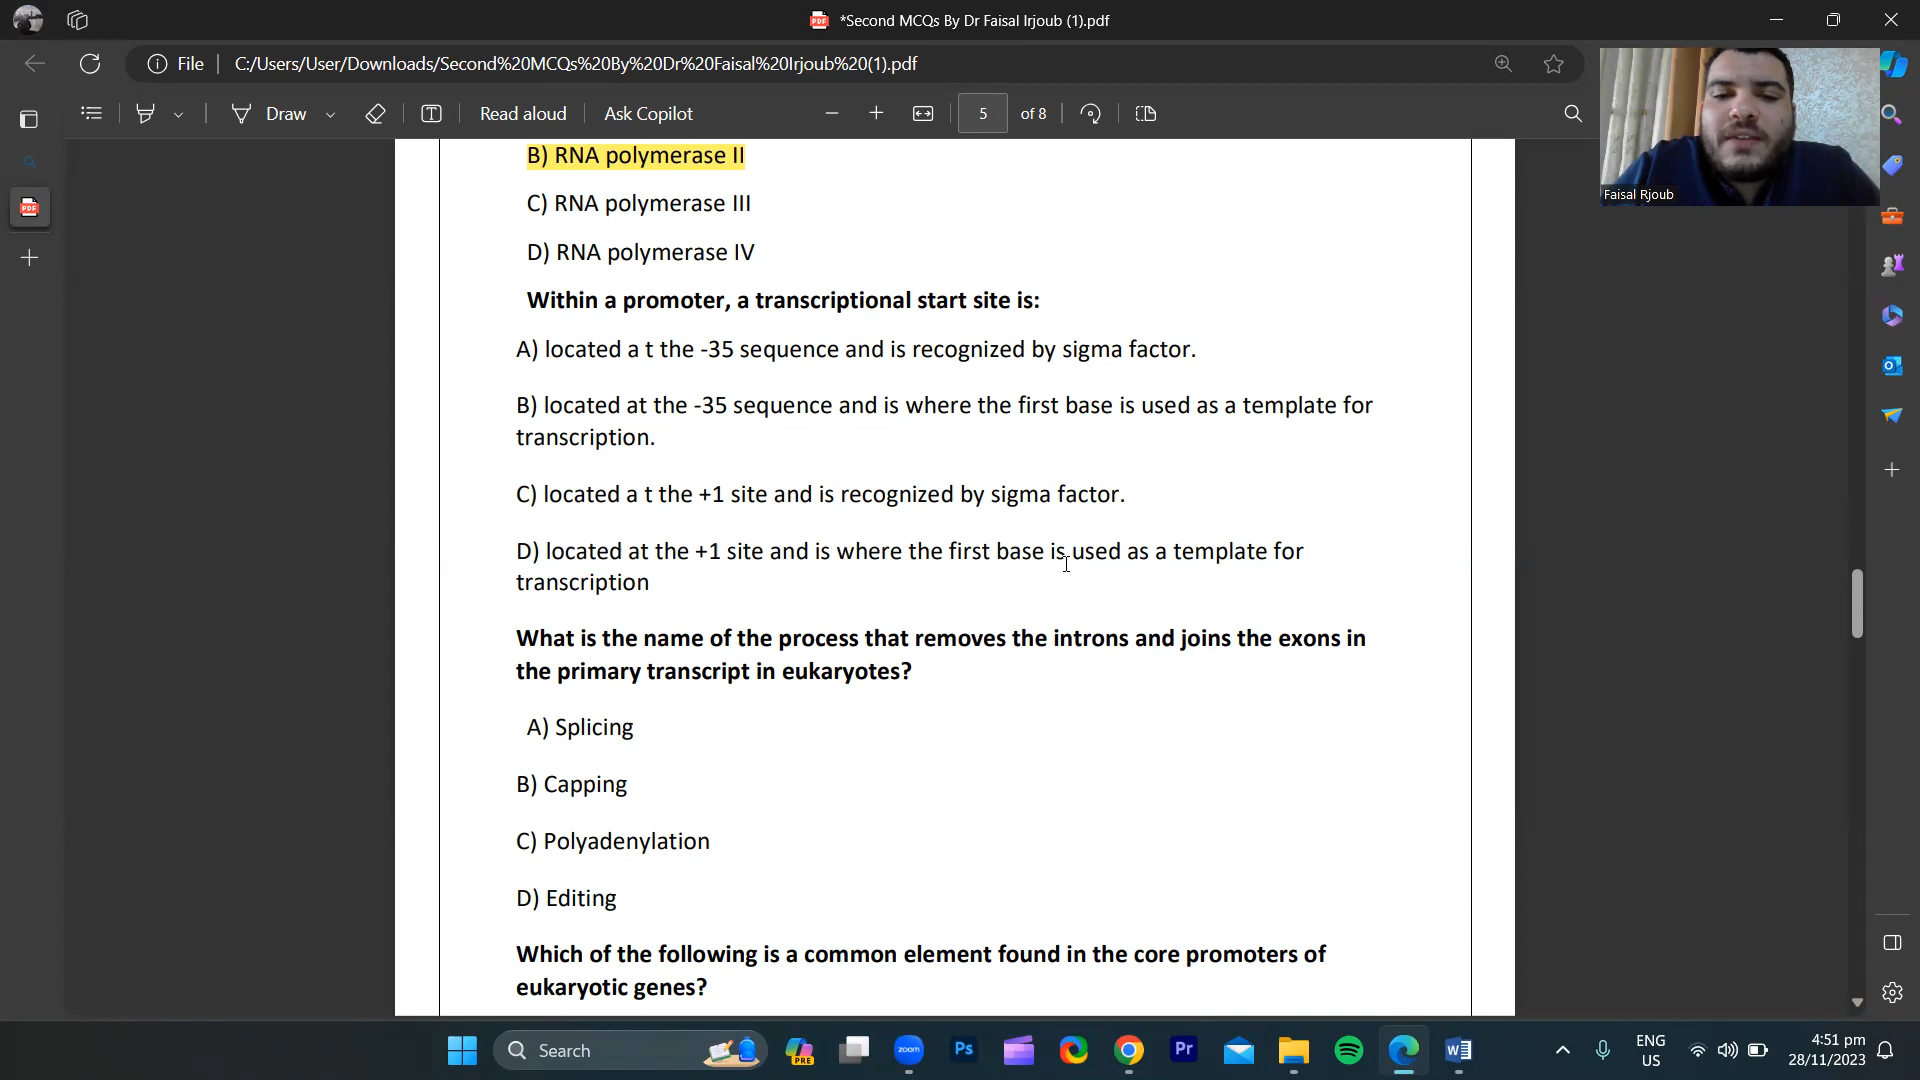 *Second MCQs By Dr Faisal Irjoub (1).pdf
File
C:/Users/User/Downloads/Second%20MCQs%20By%20Dr%20Faisal%20Irjoub%20(1).pdf
Draw
Read aloud
Ask Copilot
5
of 8
Faisal Rjoub
B) RNA polymerase II
C) RNA polymerase III
D) RNA polymerase IV
Within a promoter, a transcriptional start site is:
A) located a t the -35 sequence and is recognized by sigma factor.
B) located at the -35 sequence and is where the first base is used as a template for
transcription.
C) located a t the +1 site and is recognized by sigma factor.
D) located at the +1 site and is where the first base is used as a template for
transcription
What is the name of the process that removes the introns and joins the exons in
the primary transcript in eukaryotes?
A) Splicing
B) Capping
C) Polyadenylation
D) Editing
Which of the following is a common element found in the core promoters of
eukaryotic genes?
Search
PRE
zoom
Ps
Pr
ENG
US
4:51 pm
28/11/2023